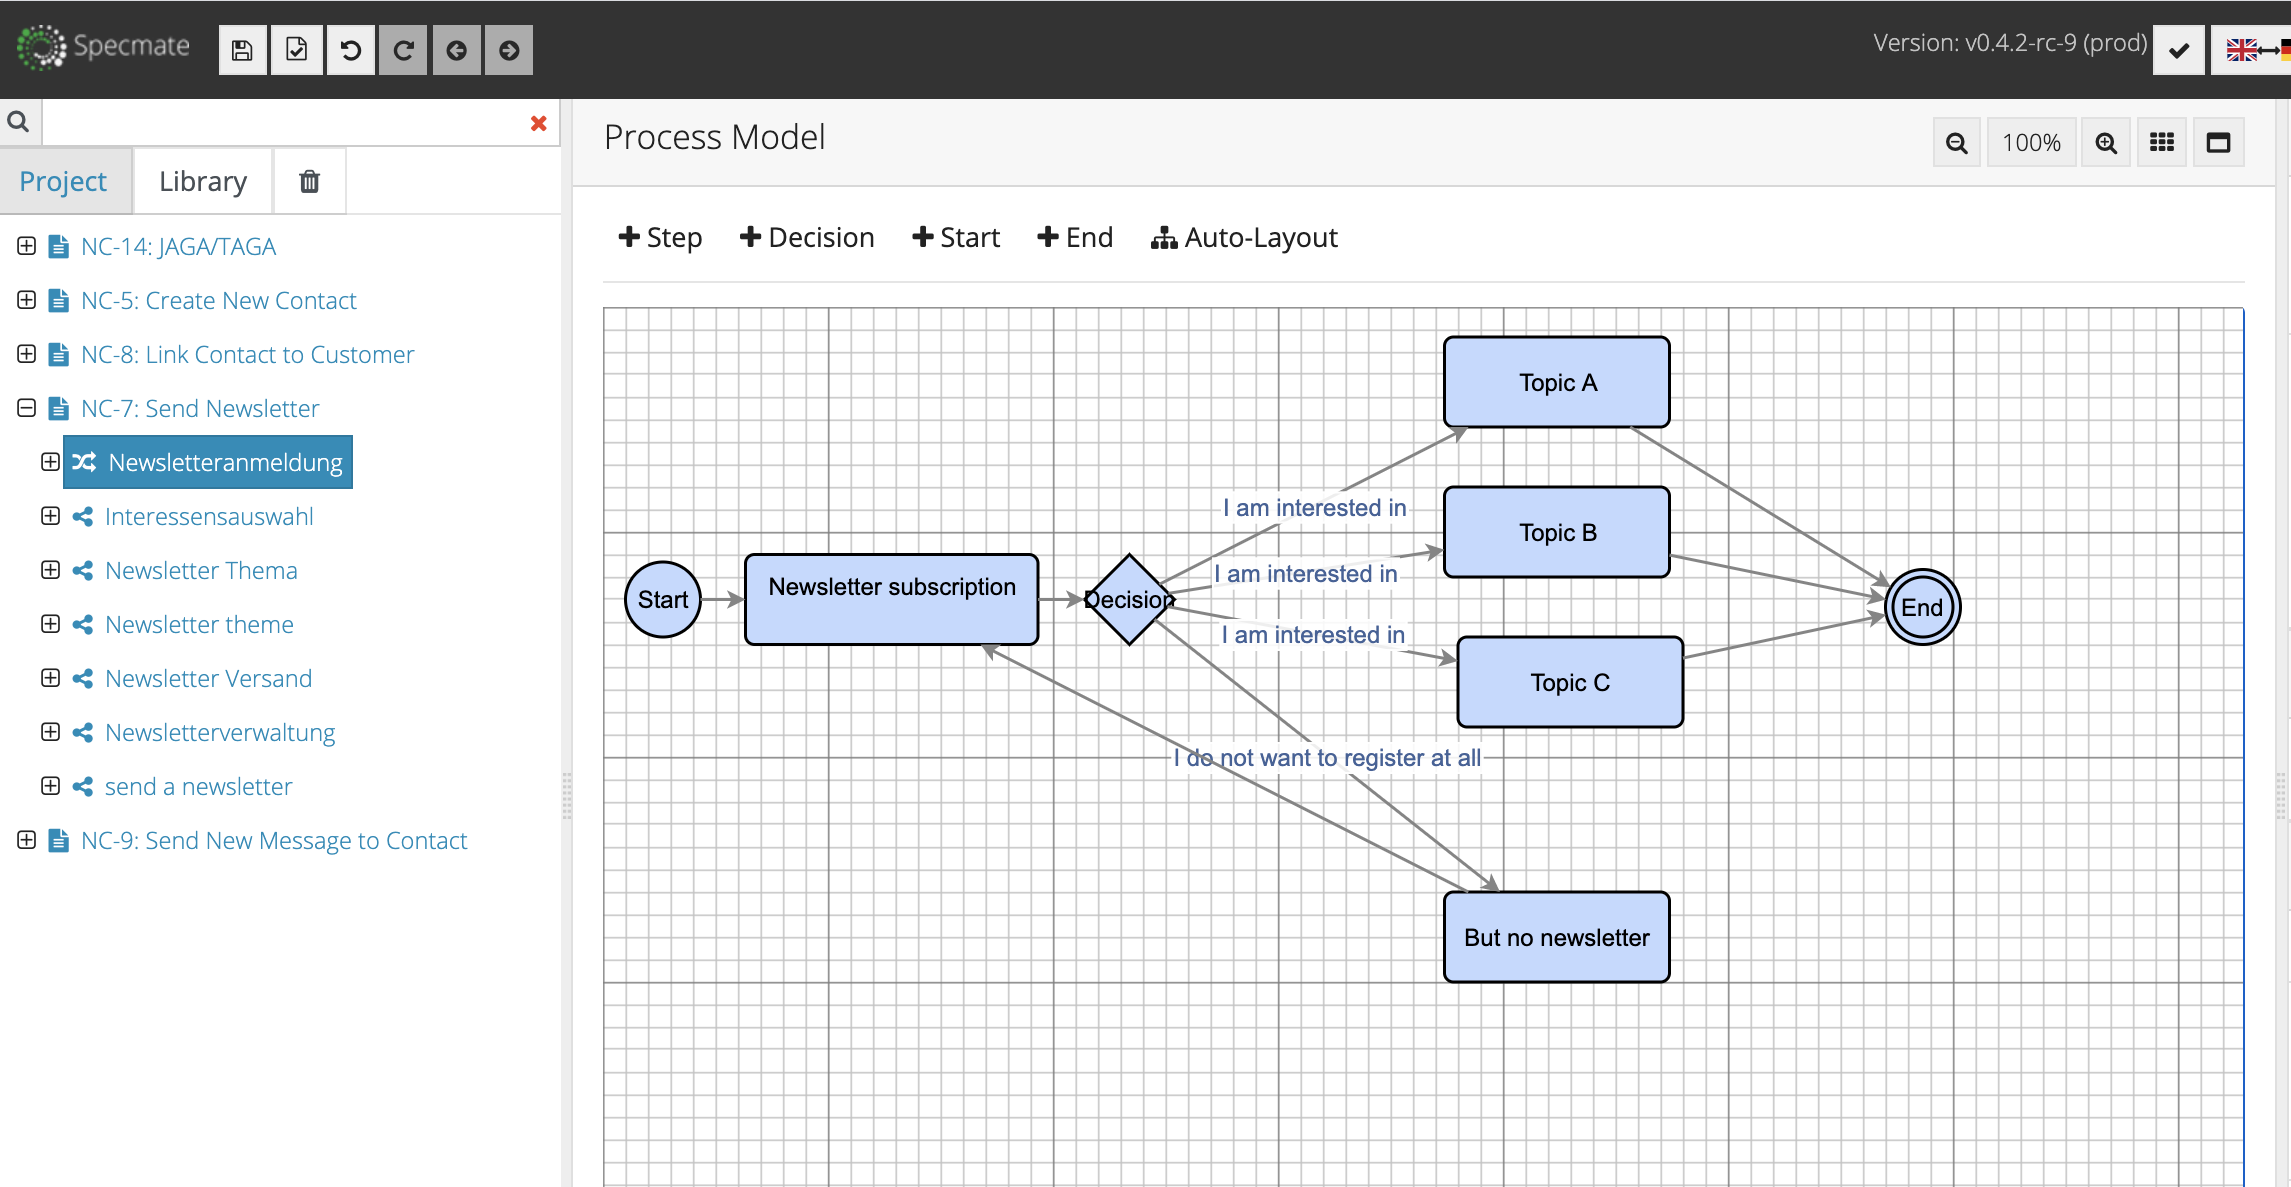 Specmate
Version: v0.4.2-rc-9 (prod)
Project
Library
NC-14: JAGA/TAGA
NC-5: Create New Contact
NC-8: Link Contact to Customer
NC-7: Send Newsletter
Newsletteranmeldung
Interessensauswahl
Newsletter Thema
Newsletter theme
Newsletter Versand
Newsletterverwaltung
send a newsletter
NC-9: Send New Message to Contact
Process Model
100%
Step
Decision
Start
End
Auto-Layout
Topic A
I am interested in
Topic B
I am interested in
Start
Newsletter subscription
Decision
End
I am interested in
Topic C
I do not want to register at all
But no newsletter